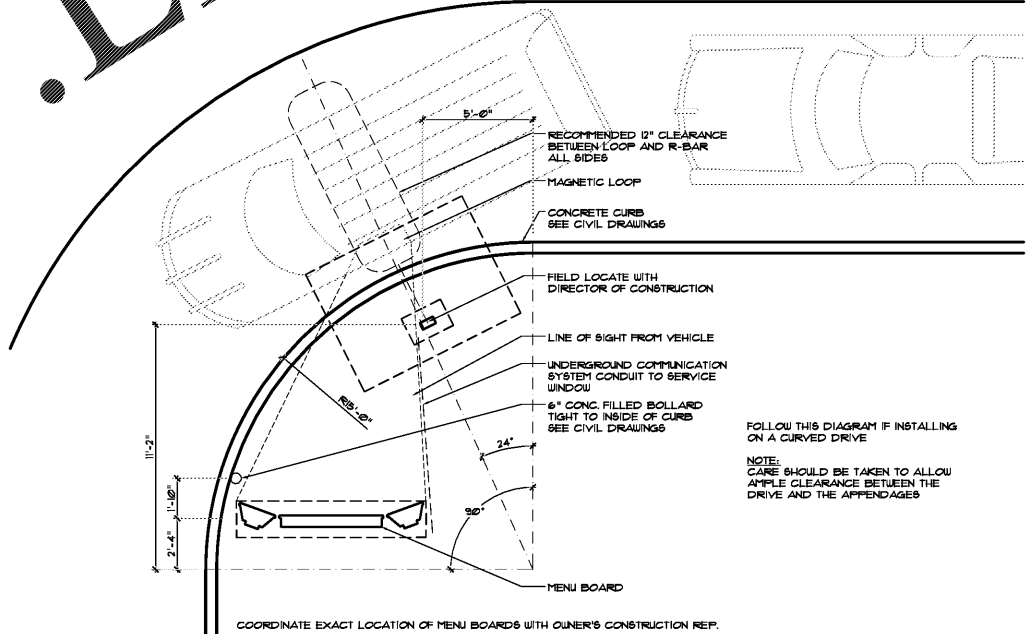 5'-0"
RECOMMENDED 12" CLEARANCE
BETWEEN LOOP AND R-BAR
ALL SIDES
MAGNETIC LOOP
CONCRETE CURB
SEE CIVIL DRAWINGS
FIELD LOCATE WITH
DIRECTOR OF CONSTRUCTION
LINE OF SIGHT FROM VEHICLE
UNDERGROUND COMMUNICATION
SYSTEM CONDUIT TO SERVICE
WINDOW
6" CONC. FILLED BOLLARD
TIGHT TO INSIDE OF CURB
SEE CIVIL DRAWINGS
R15'-0"
24°
90°
11'-2"
1'-10"
2'-4"
FOLLOW THIS DIAGRAM IF INSTALLING
ON A CURVED DRIVE
NOTE:
CARE SHOULD BE TAKEN TO ALLOW
AMPLE CLEARANCE BETWEEN THE
DRIVE AND THE APPENDAGES
MENU BOARD
COORDINATE EXACT LOCATION OF MENU BOARDS WITH OWNER'S CONSTRUCTION REP.